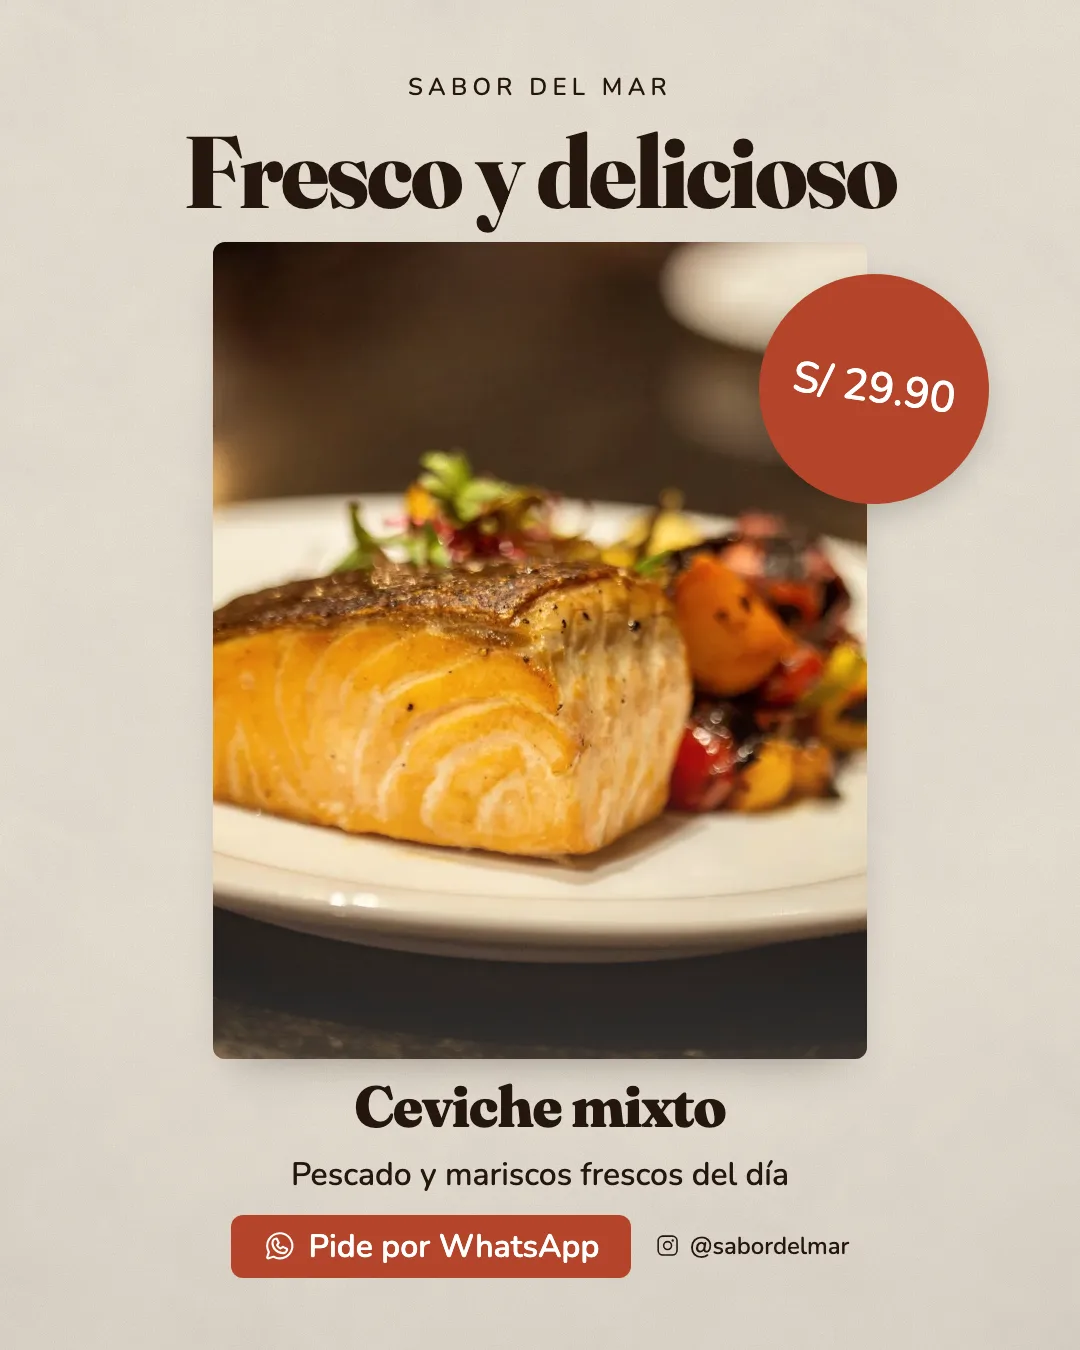 SABOR DEL MAR
Fresco y delicioso
S/ 29.90
Ceviche mixto
Pescado y mariscos frescos del día
Pide por WhatsApp
@sabordelmar